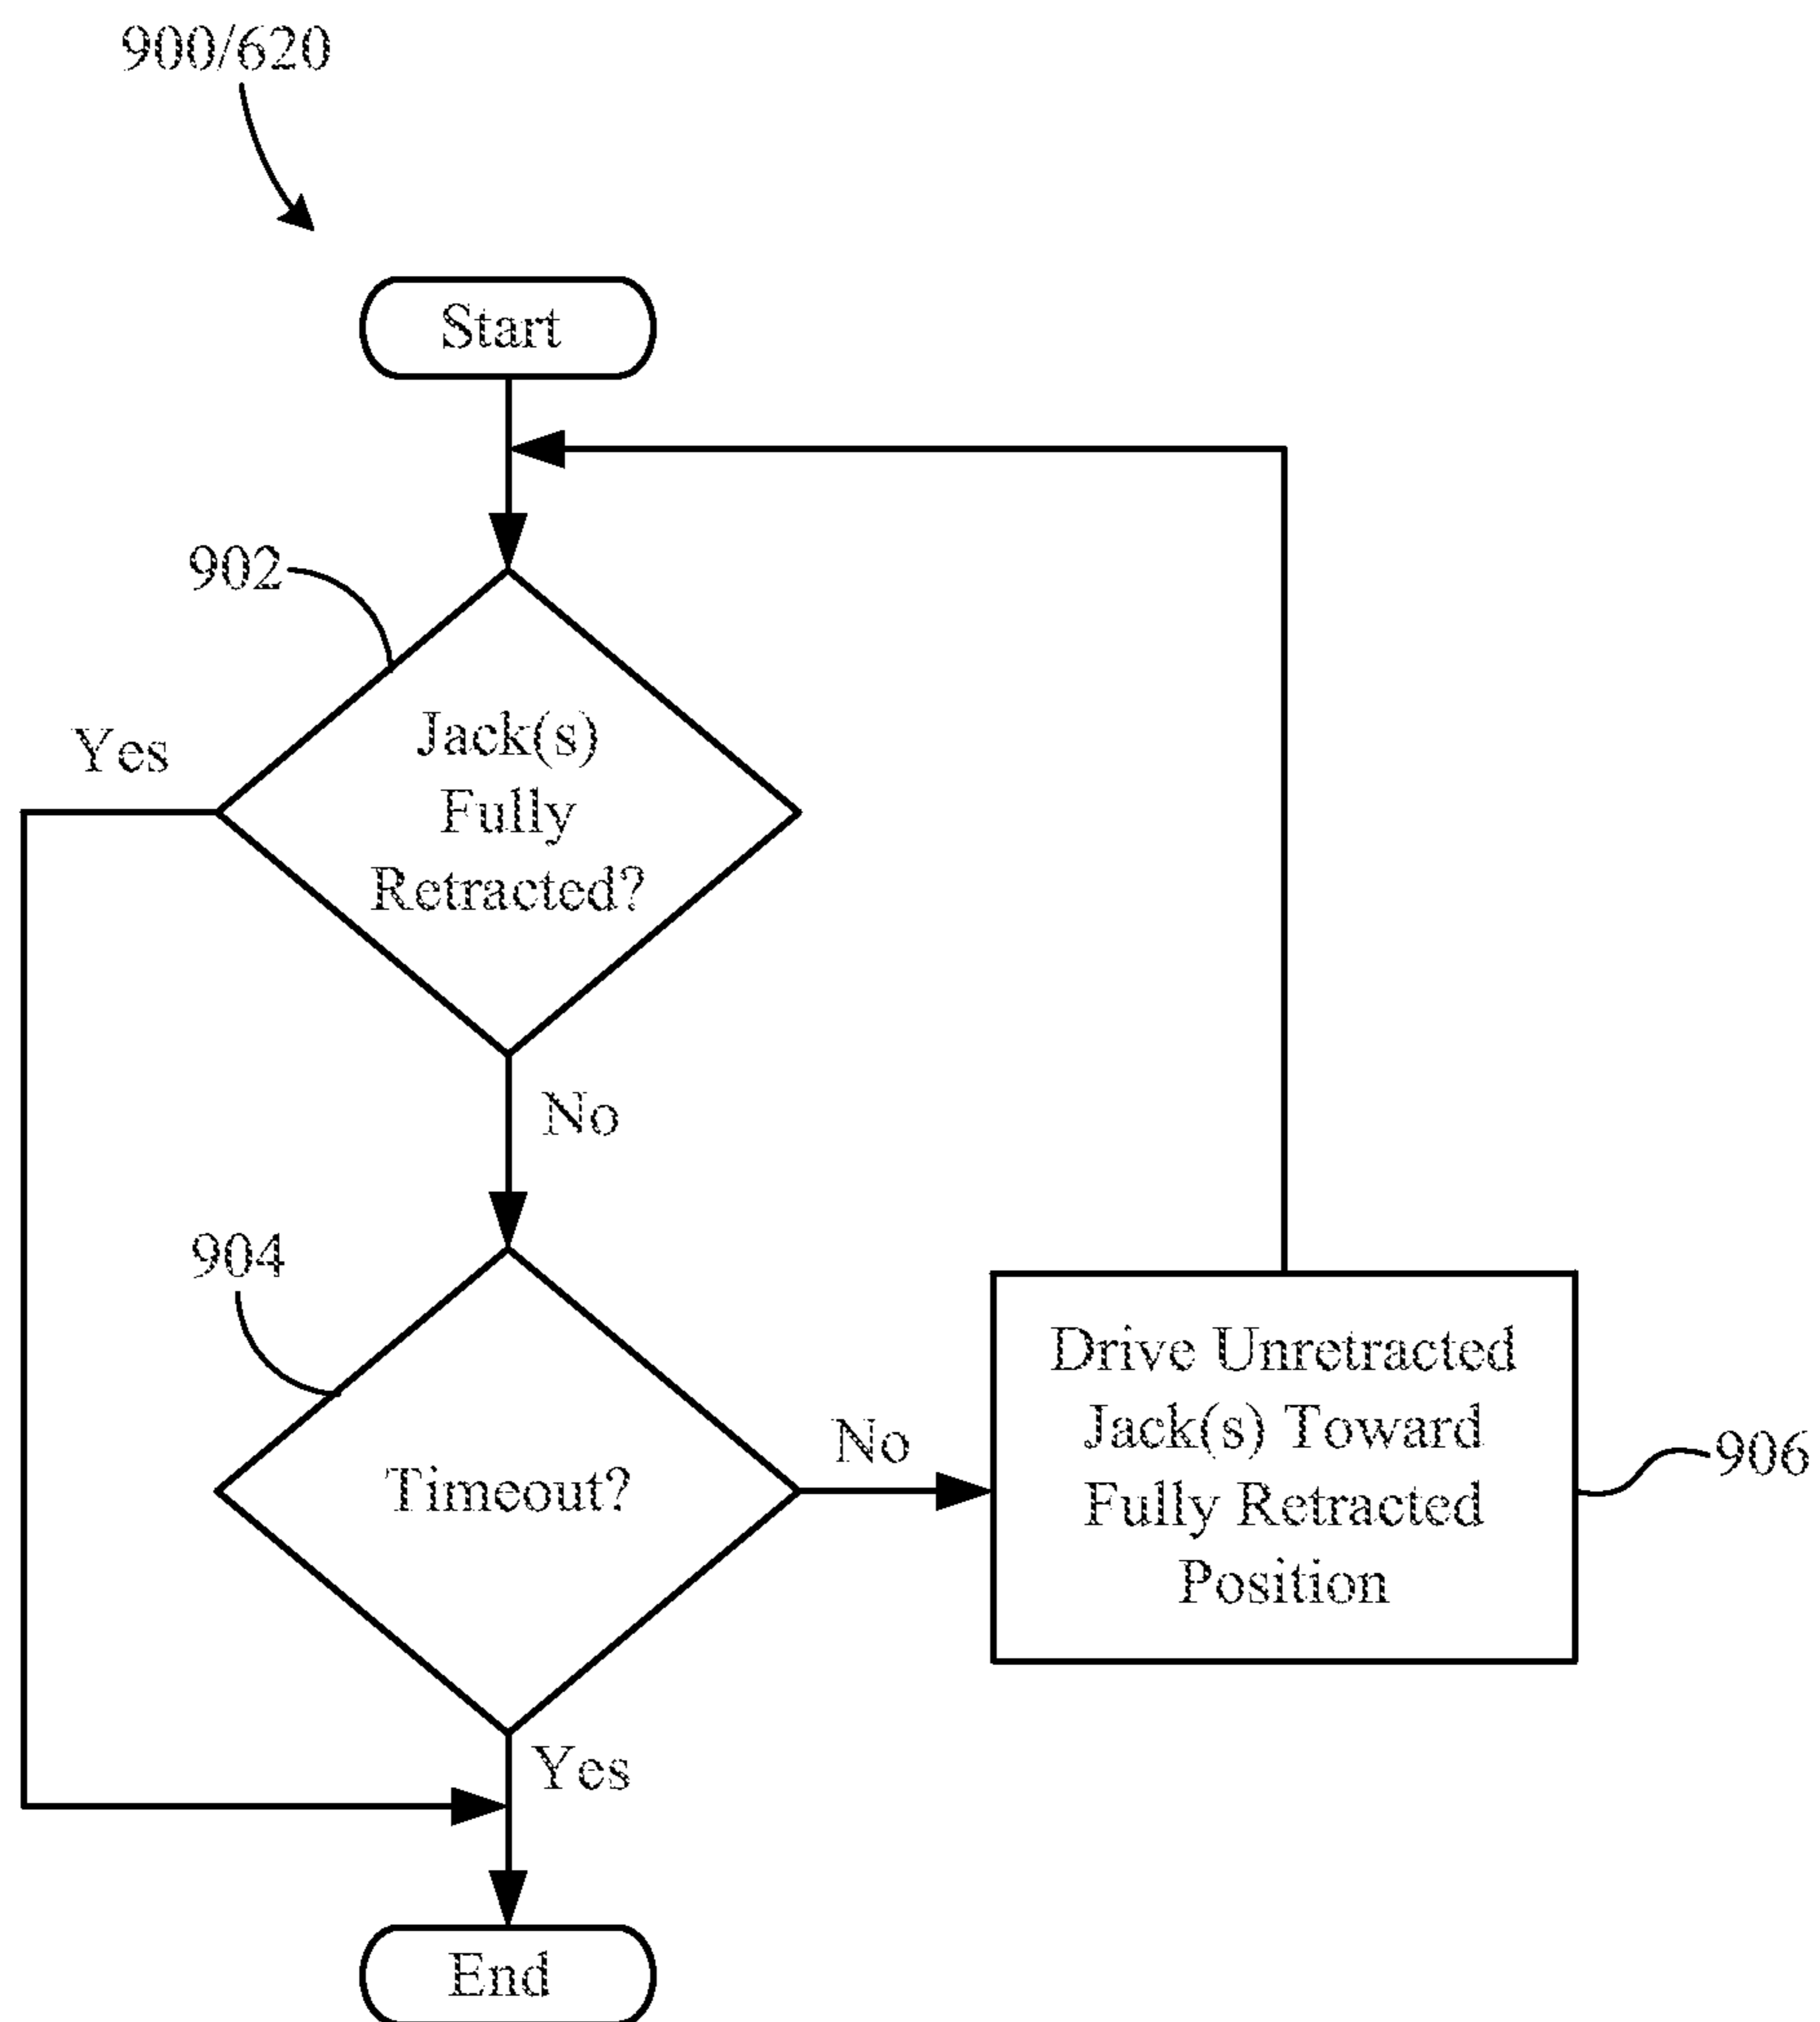 900/620
Start
902
Jack(s)
Fully
Retracted?
Yes
No
904
Timeout?
No
Drive Unretracted
Jack(s) Toward
Fully Retracted
Position
906
Yes
End